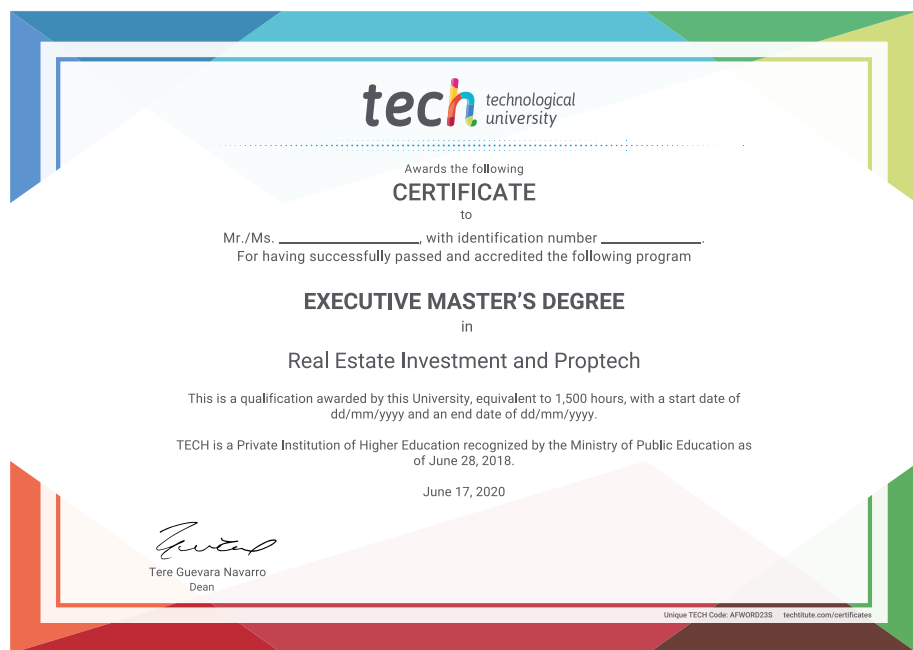 tech technological
university
Awards the following
CERTIFICATE
to
Mr./Ms. ____________________, with identification number ______________.
For having successfully passed and accredited the following program
EXECUTIVE MASTER'S DEGREE
in
Real Estate Investment and Proptech
This is a qualification awarded by this University, equivalent to 1,500 hours, with a start date of
dd/mm/yyyy and an end date of dd/mm/yyyy.
TECH is a Private Institution of Higher Education recognized by the Ministry of Public Education as
of June 28, 2018.
June 17, 2020
Tere Guevara Navarro
Dean
Unique TECH Code: AFWORD23S techtitute.com/certificates